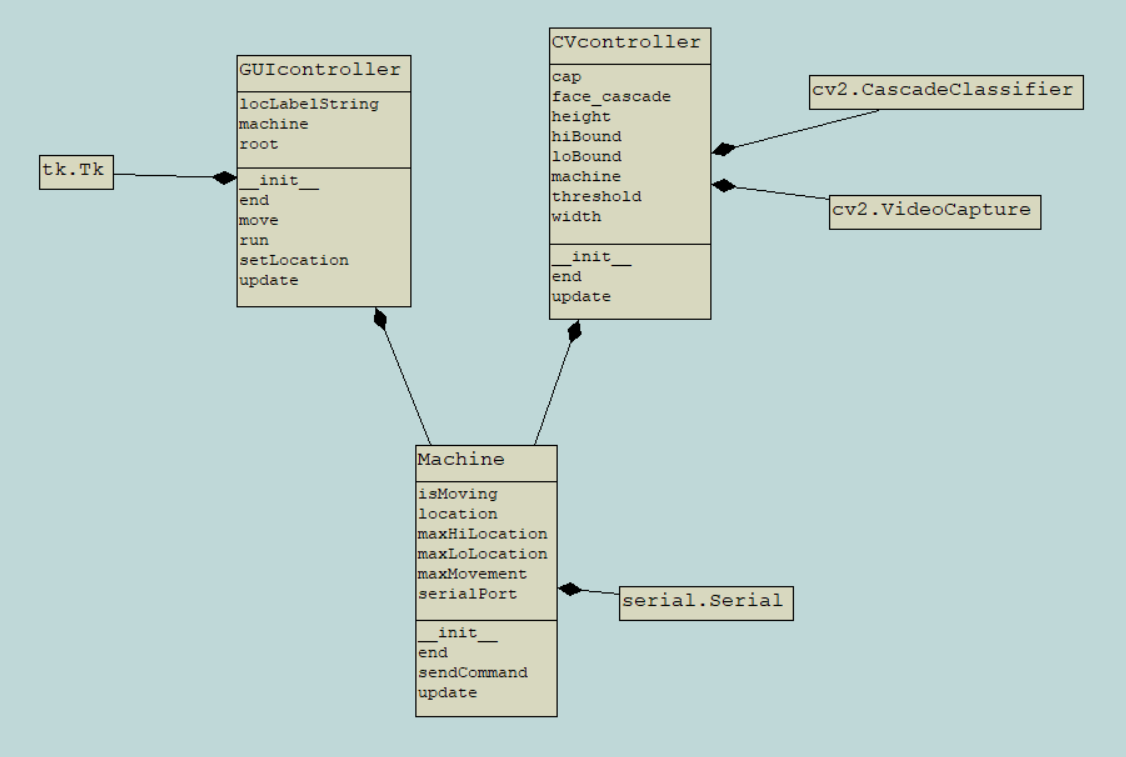 GUIcontroller
locLabelString
machine
root
__init__
end
move
run
setLocation
update
CVcontroller
cap
face_cascade
height
hiBound
loBound
machine
threshold
width
__init__
end
update
cv2.CascadeClassifier
cv2.VideoCapture
tk.Tk
Machine
isMoving
location
maxHiLocation
maxLoLocation
maxMovement
serialPort
__init__
end
sendCommand
update
serial.Serial